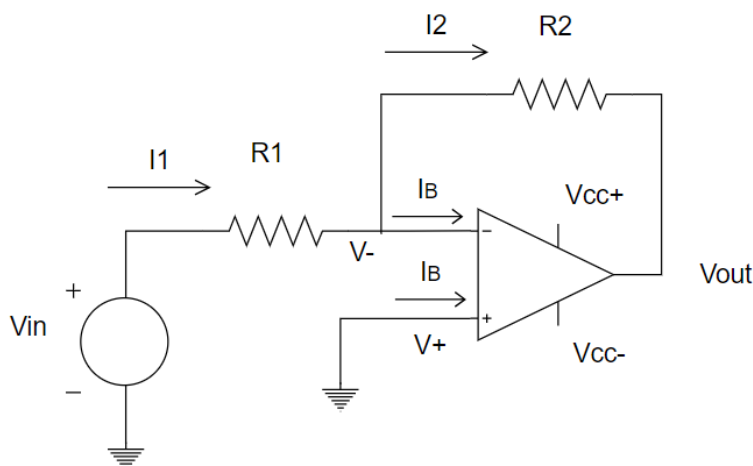 I2
R2
I1
R1
IB
Vcc+
−
V-
Vout
+
IB
Vin
+
V+
Vcc-
−